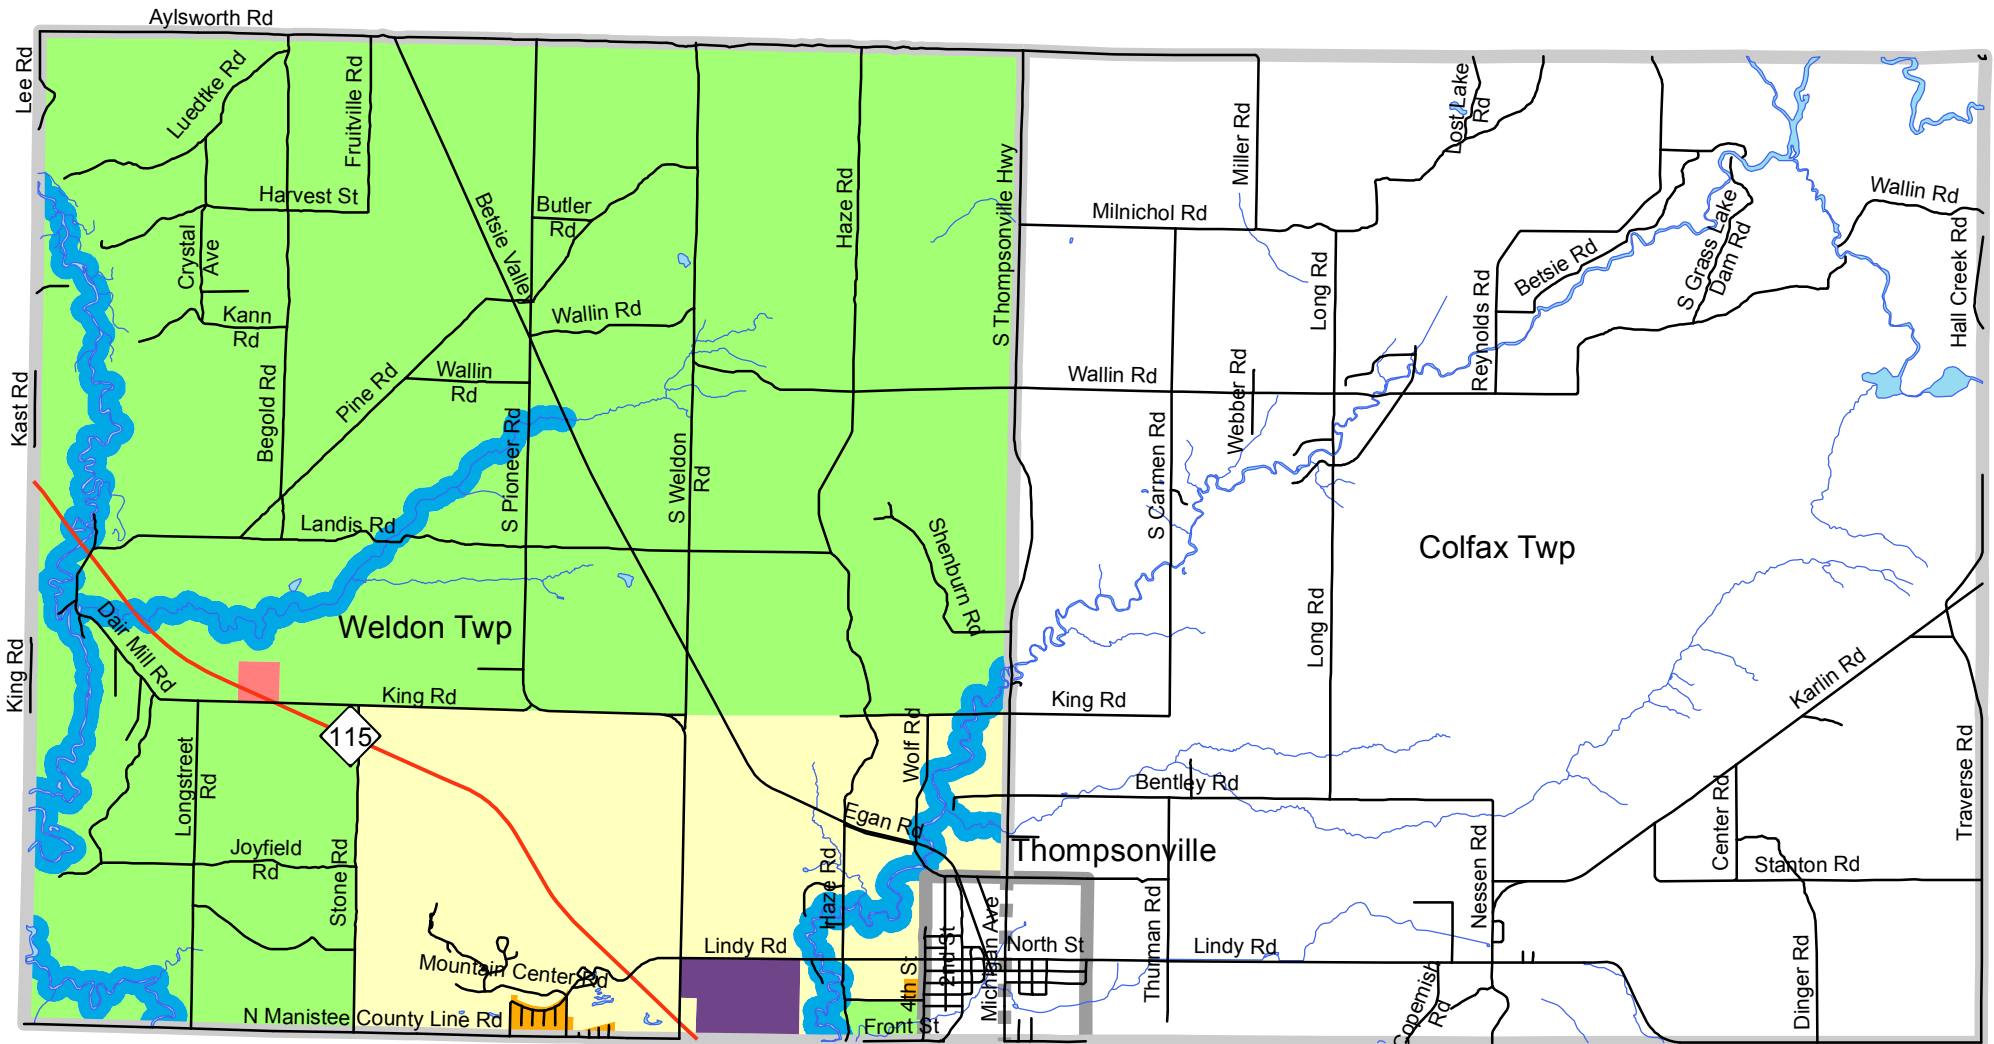 Aylsworth Rd
Lee Rd
Luedtke Rd
Fruitville Rd
Harvest St
Crystal
Ave
Kann
Rd
Begold Rd
Kast Rd
Pine Rd
Wallin
Rd
Betsie Valley
Butler
Rd
Wallin Rd
S Pioneer Rd
S Weldon
Rd
Haze Rd
S Thompsonville Hwy
Landis Rd
Shenburn Rd
Weldon Twp
Dair Mill Rd
King Rd
King Rd
115
Longstreet
Rd
Joyfield
Rd
Stone Rd
Mountain Center Rd
N Manistee County Line Rd
Lindy Rd
Haze Rd
Egan Rd
Wolf Rd
4th St
2nd St
Front St
Michigan Ave
North St
Thompsonville
Miller Rd
Milnichol Rd
Lost Lake
Rd
Long Rd
Wallin Rd
Webber Rd
S Carmen Rd
Reynolds Rd
Betsie Rd
S Grass Lake
Dam Rd
Wallin Rd
Hall Creek Rd
Colfax Twp
Long Rd
King Rd
Bentley Rd
Karlin Rd
Traverse Rd
Center Rd
Stanton Rd
Nessen Rd
Thurman Rd
Lindy Rd
Copemish
Rd
Dinger Rd